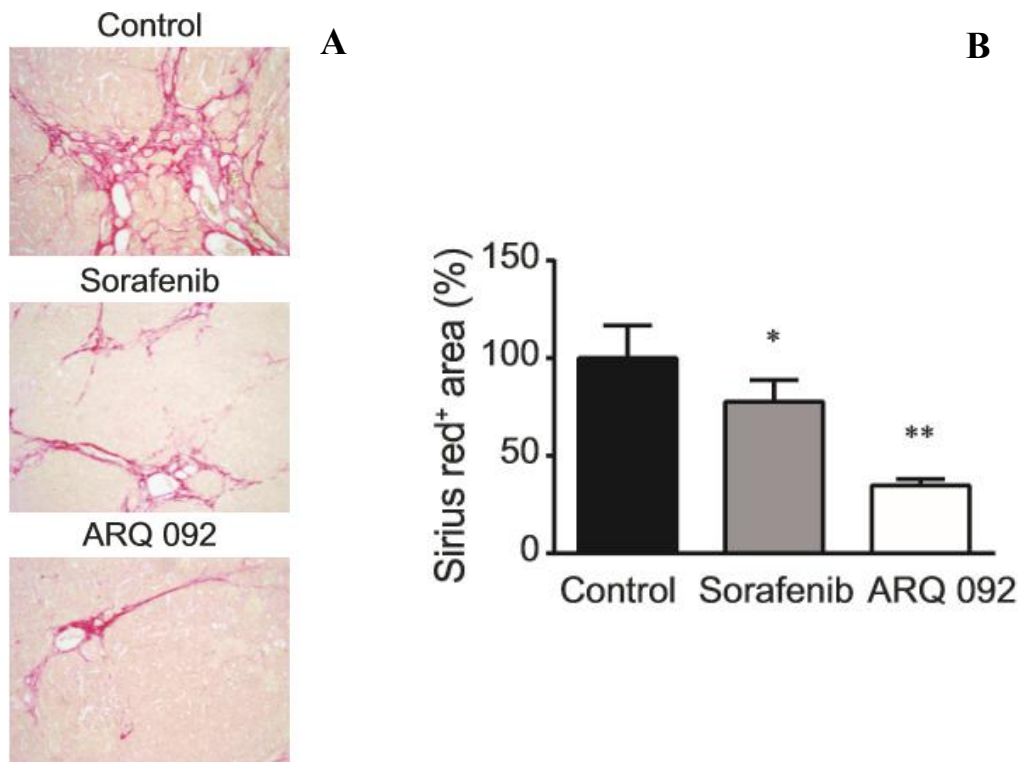 Control
A
Sorafenib
ARQ 092
B
Sirius red⁺ area (%)
150
100
50
0
*
**
Control Sorafenib ARQ 092